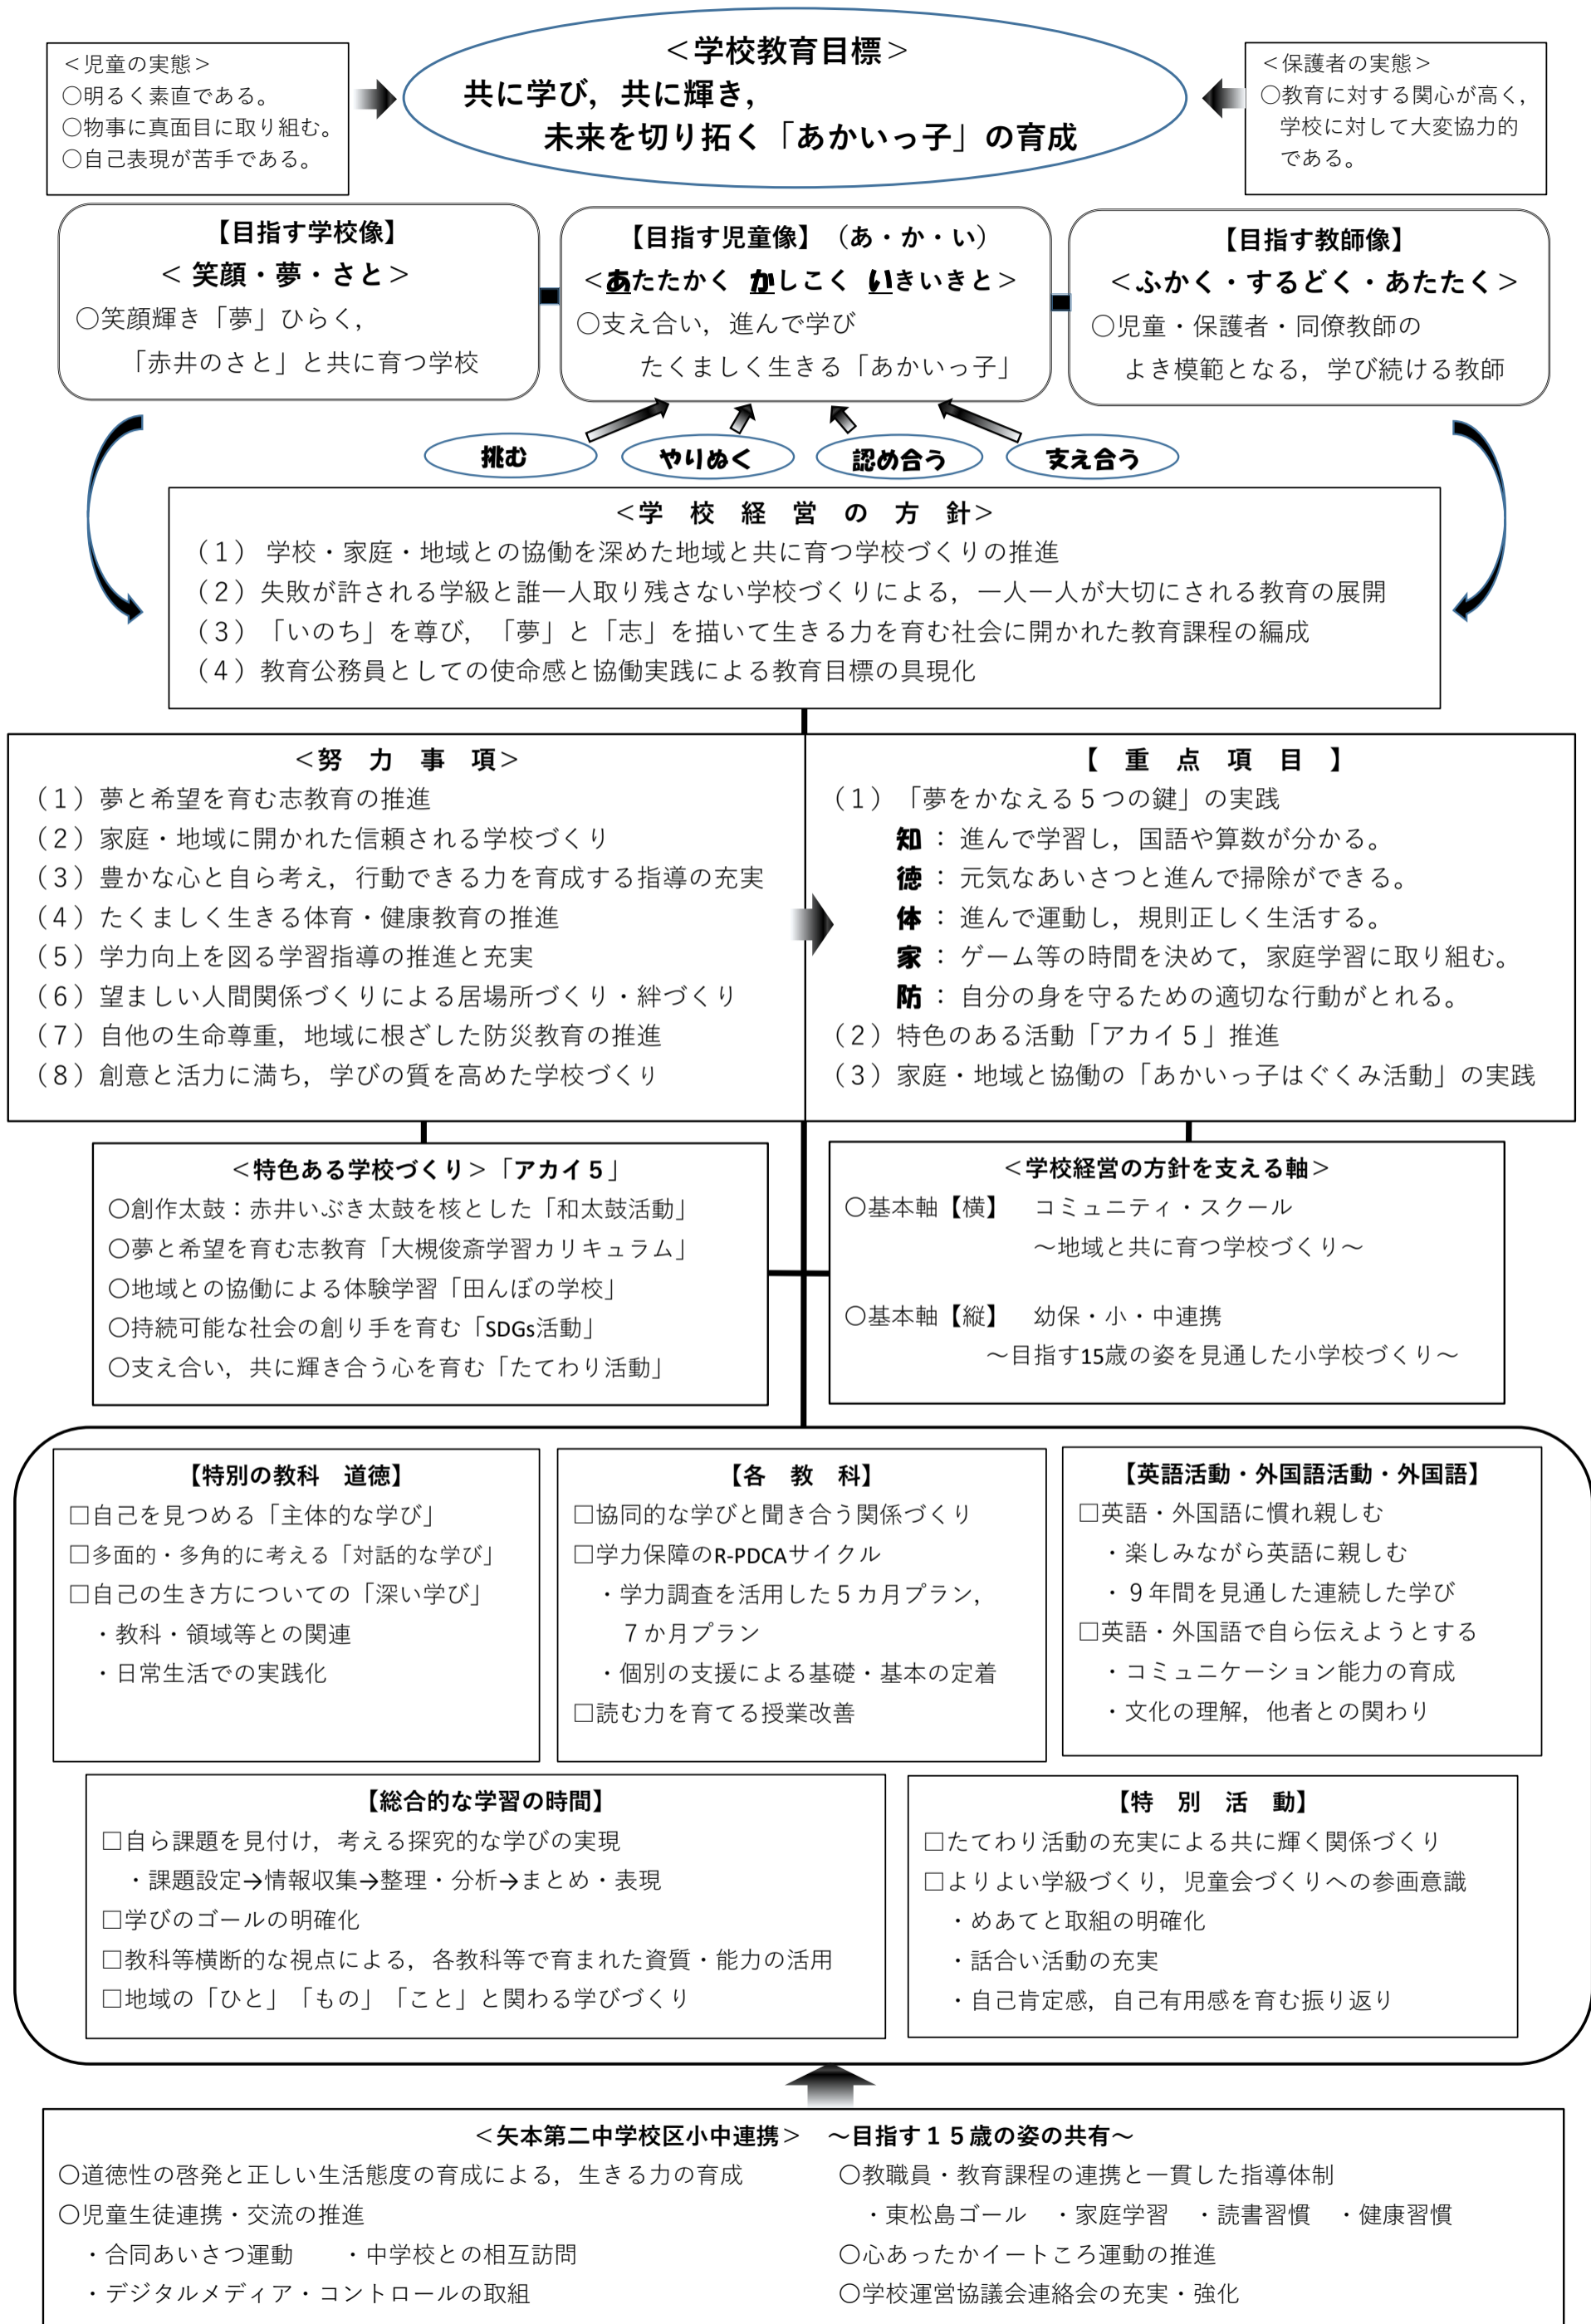 ＜児童の実態＞
○明るく素直である。
○物事に真面目に取り組む。
○自己表現が苦手である。
＜学校教育目標＞
共に学び，共に輝き，
未来を切り拓く「あかいっ子」の育成
＜保護者の実態＞
○教育に対する関心が高く，
学校に対して大変協力的
である。
【目指す学校像】
＜ 笑顔・夢・さと＞
○笑顔輝き「夢」ひらく，
「赤井のさと」と共に育つ学校
【目指す児童像】（あ・か・い）
＜あたたかく かしこく いきいきと＞
○支え合い，進んで学び
たくましく生きる「あかいっ子」
【目指す教師像】
＜ふかく・するどく・あたたく＞
○児童・保護者・同僚教師の
よき模範となる，学び続ける教師
挑む
やりぬく
認め合う
支え合う
＜学 校 経 営 の 方 針＞
（１） 学校・家庭・地域との協働を深めた地域と共に育つ学校づくりの推進
（２）失敗が許される学級と誰一人取り残さない学校づくりによる，一人一人が大切にされる教育の展開
（３）「いのち」を尊び，「夢」と「志」を描いて生きる力を育む社会に開かれた教育課程の編成
（４）教育公務員としての使命感と協働実践による教育目標の具現化
＜努 力 事 項＞
（１）夢と希望を育む志教育の推進
（２）家庭・地域に開かれた信頼される学校づくり
（３）豊かな心と自ら考え，行動できる力を育成する指導の充実
（４）たくましく生きる体育・健康教育の推進
（５）学力向上を図る学習指導の推進と充実
（６）望ましい人間関係づくりによる居場所づくり・絆づくり
（７）自他の生命尊重，地域に根ざした防災教育の推進
（８）創意と活力に満ち，学びの質を高めた学校づくり
【 重 点 項 目 】
（１）「夢をかなえる５つの鍵」の実践
知：進んで学習し，国語や算数が分かる。
徳：元気なあいさつと進んで掃除ができる。
体：進んで運動し，規則正しく生活する。
家：ゲーム等の時間を決めて，家庭学習に取り組む。
防：自分の身を守るための適切な行動がとれる。
（２）特色のある活動「アカイ５」推進
（３）家庭・地域と協働の「あかいっ子はぐくみ活動」の実践
＜特色ある学校づくり＞「アカイ５」
○創作太鼓：赤井いぶき太鼓を核とした「和太鼓活動」
○夢と希望を育む志教育「大槻俊斎学習カリキュラム」
○地域との協働による体験学習「田んぼの学校」
○持続可能な社会の創り手を育む「SDGs活動」
○支え合い，共に輝き合う心を育む「たてわり活動」
＜学校経営の方針を支える軸＞
○基本軸【横】 コミュニティ・スクール
～地域と共に育つ学校づくり～
○基本軸【縦】 幼保・小・中連携
～目指す15歳の姿を見通した小学校づくり～
【特別の教科 道徳】
□自己を見つめる「主体的な学び」
□多面的・多角的に考える「対話的な学び」
□自己の生き方についての「深い学び」
・教科・領域等との関連
・日常生活での実践化
【各 教 科】
□協同的な学びと聞き合う関係づくり
□学力保障のR-PDCAサイクル
・学力調査を活用した５カ月プラン，
７か月プラン
・個別の支援による基礎・基本の定着
□読む力を育てる授業改善
【英語活動・外国語活動・外国語】
□英語・外国語に慣れ親しむ
・楽しみながら英語に親しむ
・９年間を見通した連続した学び
□英語・外国語で自ら伝えようとする
・コミュニケーション能力の育成
・文化の理解，他者との関わり
【総合的な学習の時間】
□自ら課題を見付け，考える探究的な学びの実現
・課題設定→情報収集→整理・分析→まとめ・表現
□学びのゴールの明確化
□教科等横断的な視点による，各教科等で育まれた資質・能力の活用
□地域の「ひと」「もの」「こと」と関わる学びづくり
【特 別 活 動】
□たてわり活動の充実による共に輝く関係づくり
□よりよい学級づくり，児童会づくりへの参画意識
・めあてと取組の明確化
・話合い活動の充実
・自己肯定感，自己有用感を育む振り返り
＜矢本第二中学校区小中連携＞ ～目指す１５歳の姿の共有～
○道徳性の啓発と正しい生活態度の育成による，生きる力の育成
○児童生徒連携・交流の推進
・合同あいさつ運動 ・中学校との相互訪問
・デジタルメディア・コントロールの取組
○教職員・教育課程の連携と一貫した指導体制
・東松島ゴール ・家庭学習 ・読書習慣 ・健康習慣
○心あったかイートころ運動の推進
○学校運営協議会連絡会の充実・強化